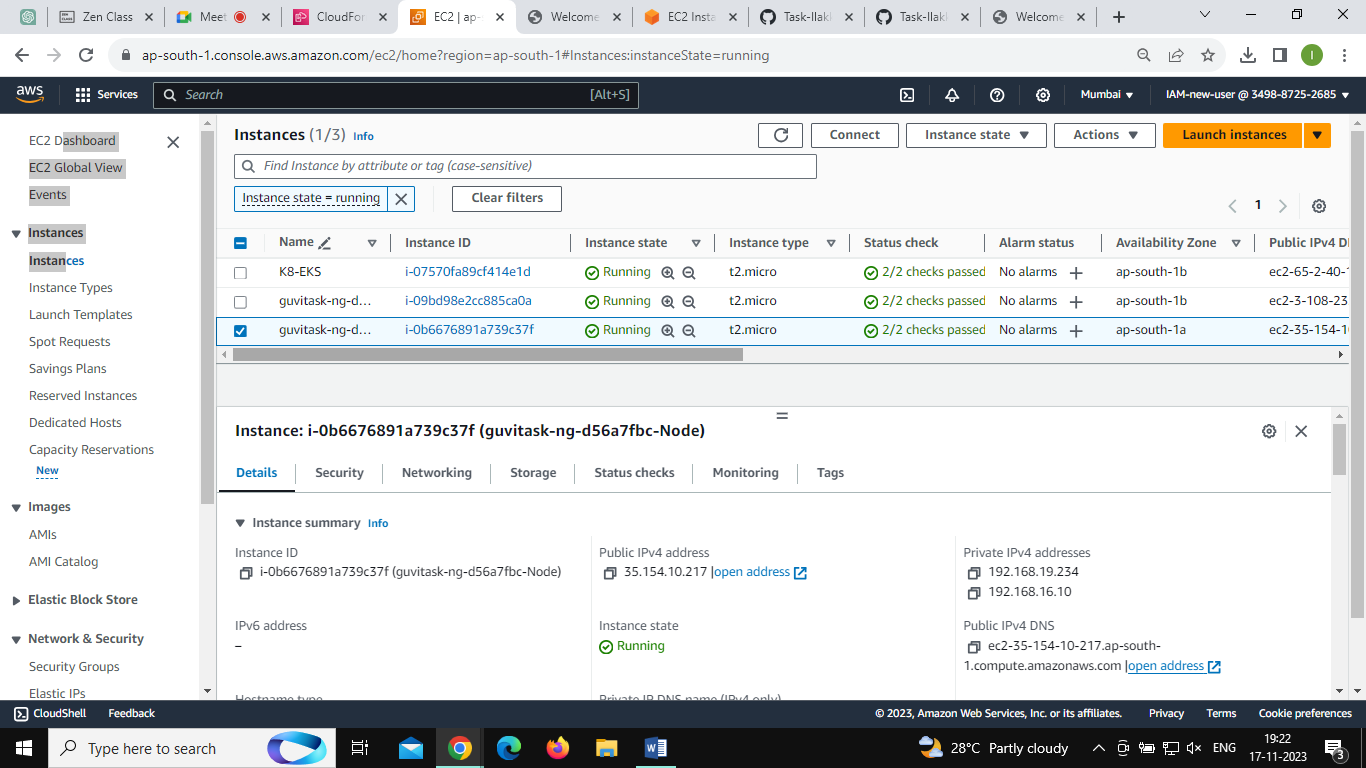 Zen Class
Meet
CloudFor
EC2 | ap-
Welcome
EC2 Insta
Task-Ilakl
Task-Ilakl
Welcome
ap-south-1.console.aws.amazon.com/ec2/home?region=ap-south-1#Instances:instanceState=running
I
aws
Services
Search
[Alt+S]
Mumbai
IAM-new-user @ 3498-8725-2685
EC2 Dashboard
EC2 Global View
Events
Instances
Instances
Instance Types
Launch Templates
Spot Requests
Savings Plans
Reserved Instances
Dedicated Hosts
Capacity Reservations
New
Images
AMIs
AMI Catalog
Elastic Block Store
Network & Security
Security Groups
Elastic IPs
Instances (1/3) Info
Connect
Instance state
Actions
Launch instances
Find Instance by attribute or tag (case-sensitive)
Instance state = running
Clear filters
1
Name Instance ID Instance state Instance type Status check Alarm status Availability Zone Public IPv4 D
K8-EKS i-07570fa89cf414e1d Running t2.micro 2/2 checks passed No alarms ap-south-1b ec2-65-2-40-1
guvitask-ng-d... i-09bd98e2cc885ca0a Running t2.micro 2/2 checks passed No alarms ap-south-1b ec2-3-108-23
guvitask-ng-d... i-0b6676891a739c37f Running t2.micro 2/2 checks passed No alarms ap-south-1a ec2-35-154-1
Instance: i-0b6676891a739c37f (guvitask-ng-d56a7fbc-Node)
Details Security Networking Storage Status checks Monitoring Tags
Instance summary Info
Instance ID
i-0b6676891a739c37f (guvitask-ng-d56a7fbc-Node)
Public IPv4 address
35.154.10.217 |open address
Private IPv4 addresses
192.168.19.234
192.168.16.10
IPv6 address
–
Instance state
Running
Public IPv4 DNS
ec2-35-154-10-217.ap-south-
1.compute.amazonaws.com |open address
Hostname type
Private IP DNS name (IPv4 only)
CloudShell Feedback © 2023, Amazon Web Services, Inc. or its affiliates. Privacy Terms Cookie preferences
Type here to search
28°C Partly cloudy
ENG
19:22
17-11-2023
3